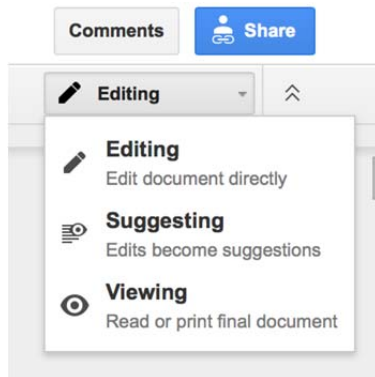 Comments Share
Editing
Editing
Edit document directly
Suggesting
Edits become suggestions
Viewing
Read or print final document